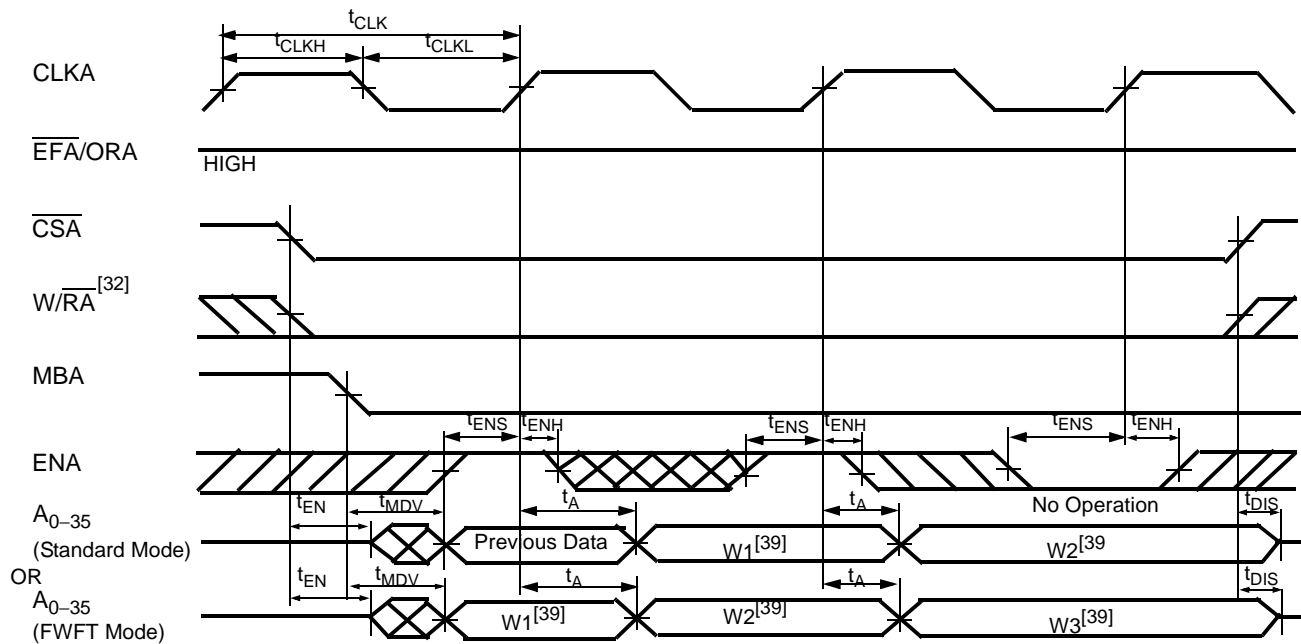 tCLK
tCLKH tCLKL
CLKA
EFA/ORA
HIGH
CSA
W/RA[32]
MBA
tENS tENH tENS tENH tENS tENH
ENA
No Operation
tEN tMDV tA tA tDIS
A0–35
(Standard Mode)
Previous Data W1[39] W2[39
OR
tEN tMDV tA tA tDIS
A0–35
(FWFT Mode)
W1[39] W2[39] W3[39]